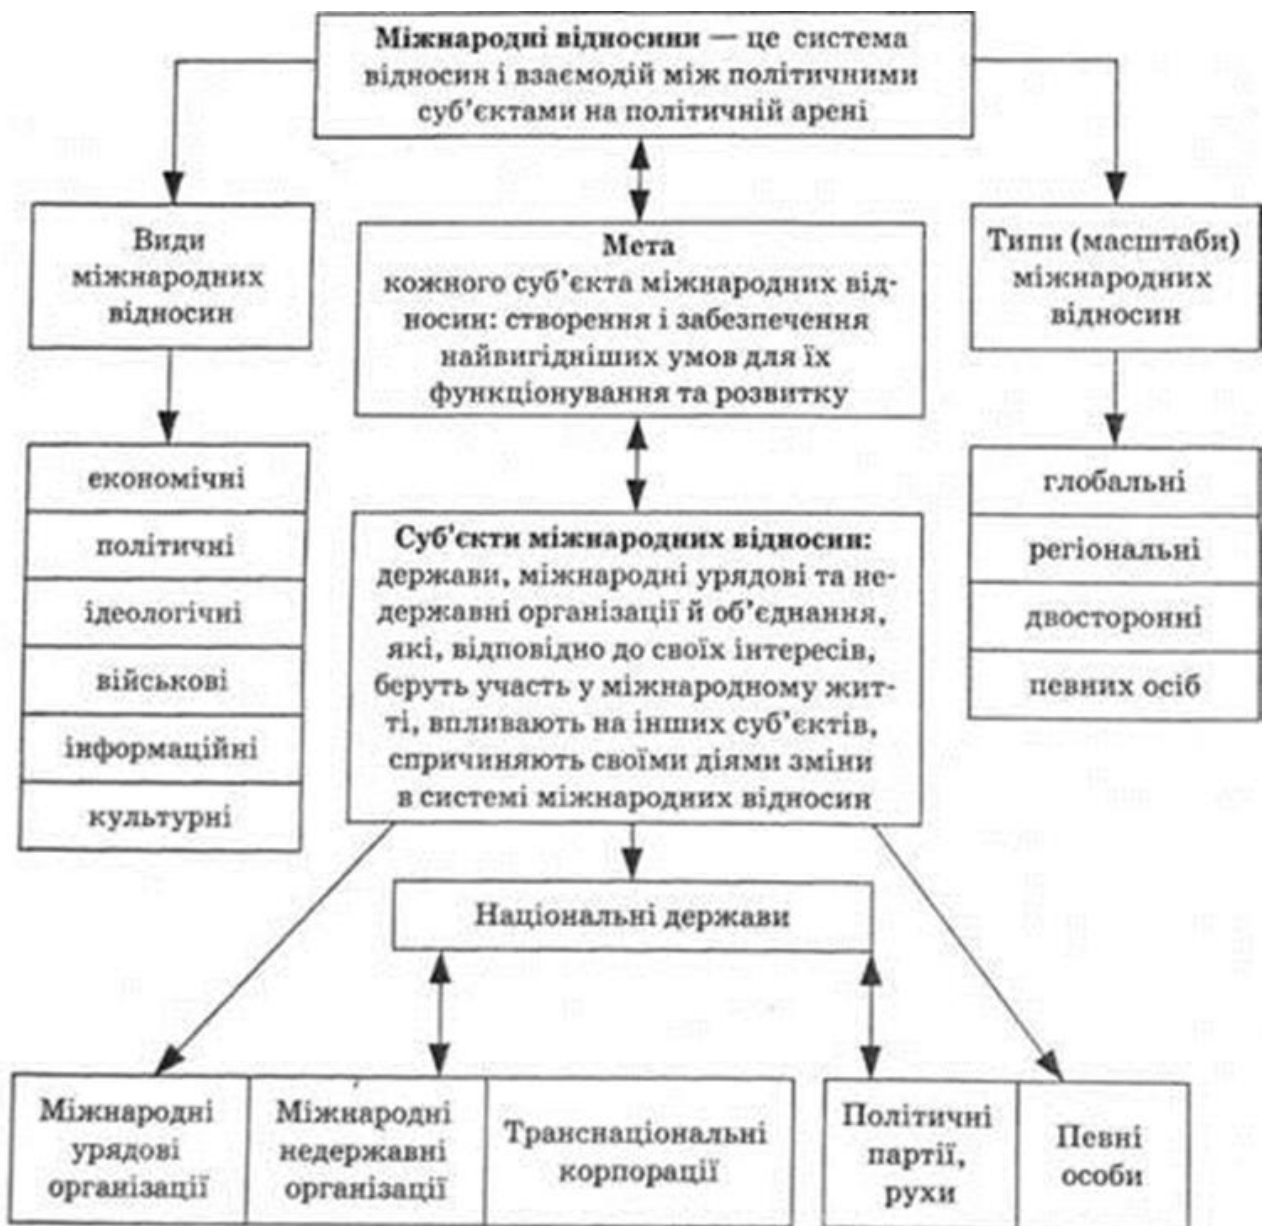 Міжнародні відносини — це система
відносин і взаємодій між політичними
суб'єктами на політичній арені
Види
міжнародних
відносин
економічні
політичні
ідеологічні
військові
інформаційні
культурні
Мета
кожного суб'єкта міжнародних від-
носин: створення і забезпечення
найвигідніших умов для їх
функціонування та розвитку
Типи (масштаби)
міжнародних
відносин
глобальні
регіональні
двосторонні
певних осіб
Суб'єкти міжнародних відносин:
держави, міжнародні урядові та не-
державні організації й об'єднання,
які, відповідно до своїх інтересів,
беруть участь у міжнародному жит-
ті, впливають на інших суб'єктів,
спричиняють своїми діями зміни
в системі міжнародних відносин
Національні держави
Міжнародні
урядові
організації
Міжнародні
недержавні
організації
Транснаціональні
корпорації
Політичні
партії,
рухи
Певні
особи